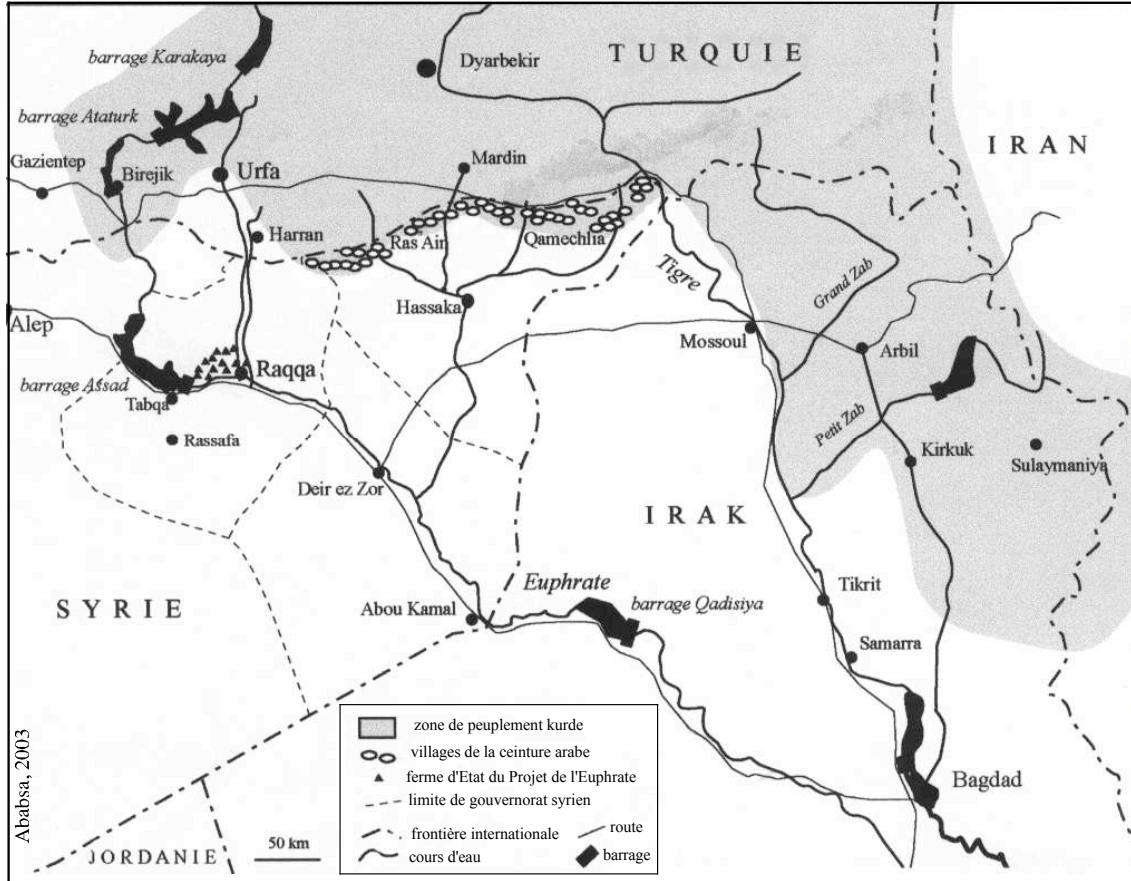 barrage Karakaya
Dyarbekir
TURQUIE
barrage Ataturk
IRAN
Gazientep
Birejik
Urfa
Mardin
Harran
Ras Ain
Qamechlia
Grand Zab
Tigre
Hassaka
Alep
Mossoul
Arbil
barrage Assad
Raqqa
Tabqa
Petit Zab
Rassafa
Kirkuk
Sulaymaniya
Deir ez Zor
IRAK
Euphrate
SYRIE
Abou Kamal
barrage Qadisiya
Tikrit
Samarra
Bagdad
zone de peuplement kurde
villages de la ceinture arabe
ferme d'Etat du Projet de l'Euphrate
limite de gouvernorat syrien
frontière internationale
route
cours d'eau
barrage
50 km
JORDANIE
Ababsa, 2003